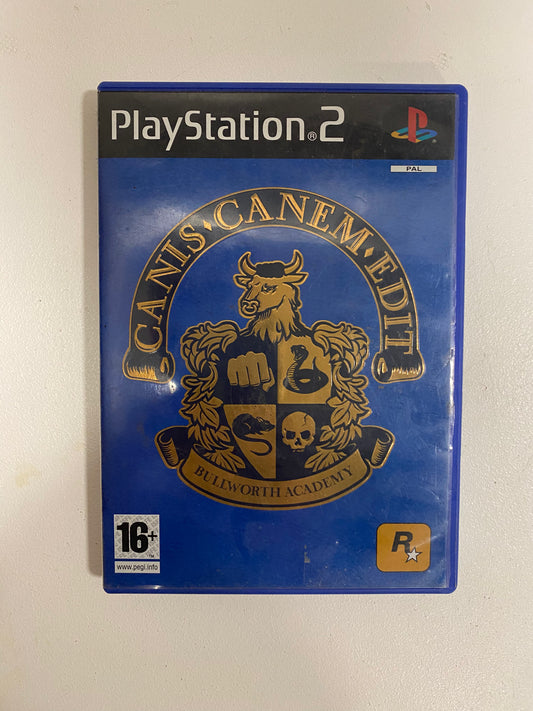 PlayStation®2
PAL
CANIS · CANEM · EDIT
BULLWORTH ACADEMY
16+
www.pegi.info
R